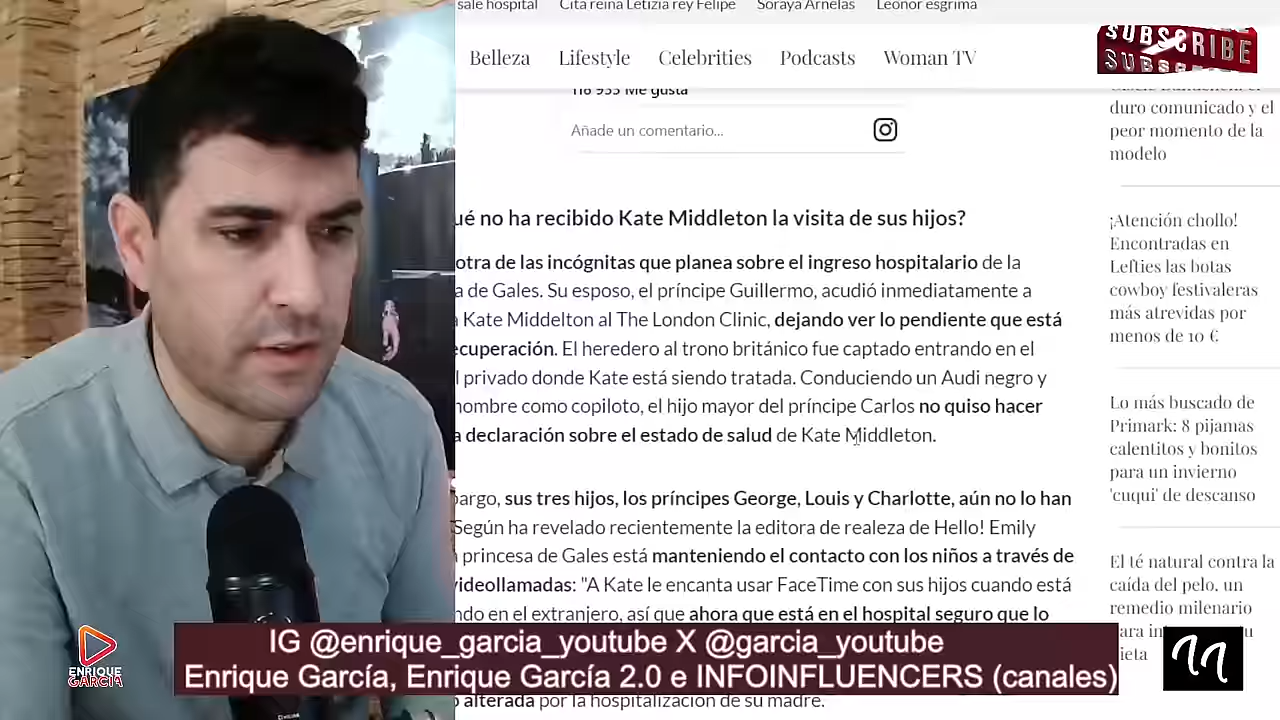 sale hospital Cita reina Letizia rey Felipe Soraya Arnelas Leonor esgrima
Belleza Lifestyle Celebrities Podcasts Woman TV
SUBSCRIBE
118 955 Me gusta
Añade un comentario...
ué no ha recibido Kate Middleton la visita de sus hijos?
otra de las incógnitas que planea sobre el ingreso hospitalario de la
a de Gales. Su esposo, el príncipe Guillermo, acudió inmediatamente a
a Kate Middelton al The London Clinic, dejando ver lo pendiente que está
ecuperación. El heredero al trono británico fue captado entrando en el
l privado donde Kate está siendo tratada. Conduciendo un Audi negro y
hombre como copiloto, el hijo mayor del príncipe Carlos no quiso hacer
a declaración sobre el estado de salud de Kate Middleton.
bargo, sus tres hijos, los príncipes George, Louis y Charlotte, aún no lo han
Según ha revelado recientemente la editora de realeza de Hello! Emily
a princesa de Gales está manteniendo el contacto con los niños a través de
videollamadas: "A Kate le encanta usar FaceTime con sus hijos cuando está
ndo en el extranjero, así que ahora que está en el hospital seguro que lo
o alterada por la hospitalización de su madre.
duro comunicado y el
peor momento de la
modelo
¡Atención chollo!
Encontradas en
Lefties las botas
cowboy festivaleras
más atrevidas por
menos de 10 €
Lo más buscado de
Primark: 8 pijamas
calentitos y bonitos
para un invierno
'cuqui' de descanso
El té natural contra la
caída del pelo, un
remedio milenario
ieta
IG @enrique_garcia_youtube X @garcia_youtube
Enrique García, Enrique García 2.0 e INFOINFLUENCERS (canales)
ENRIQUE
GARCÍA